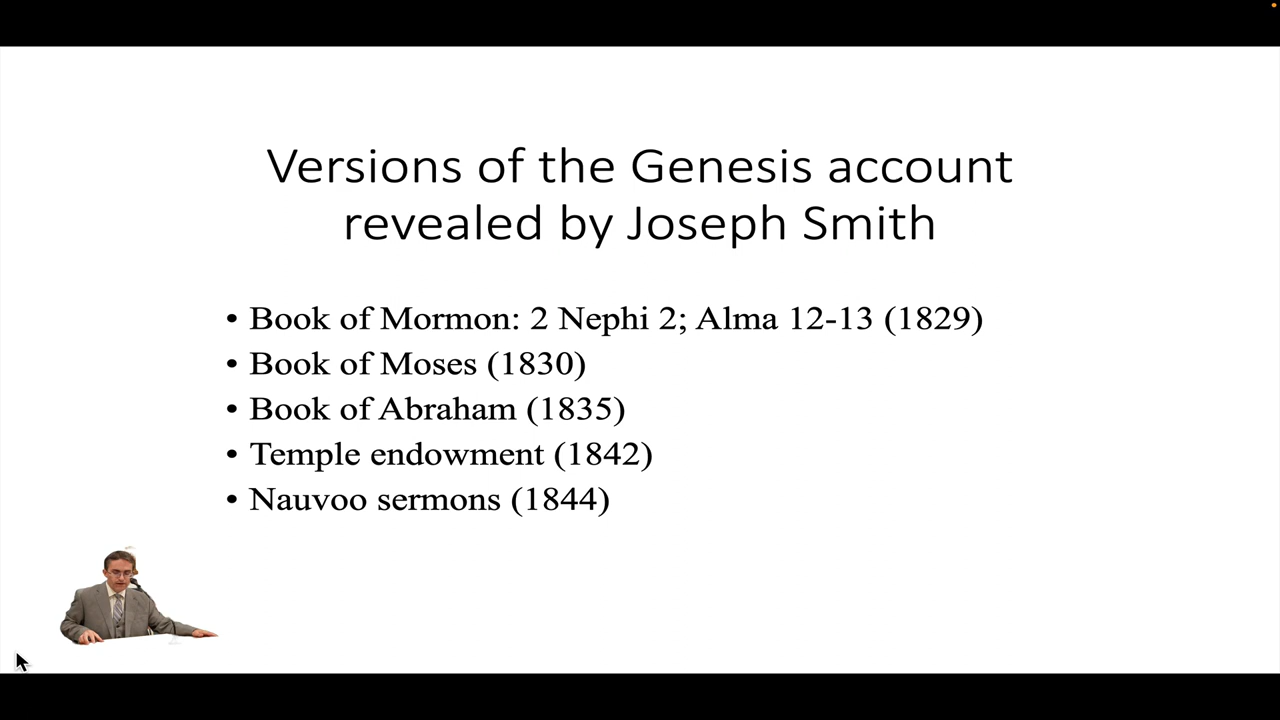 Versions of the Genesis account
revealed by Joseph Smith
• Book of Mormon: 2 Nephi 2; Alma 12-13 (1829)
• Book of Moses (1830)
• Book of Abraham (1835)
• Temple endowment (1842)
• Nauvoo sermons (1844)